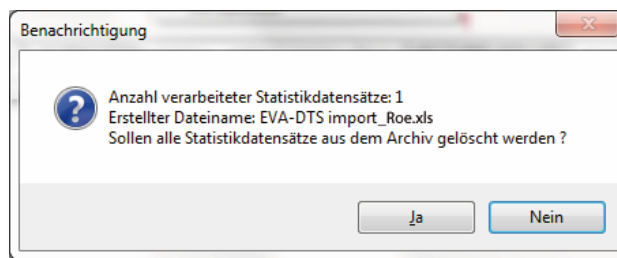 Benachrichtigung
Anzahl verarbeiteter Statistikdatensätze: 1
Erstellter Dateiname: EVA-DTS import_Roe.xls
Sollen alle Statistikdatensätze aus dem Archiv gelöscht werden ?
Ja
Nein